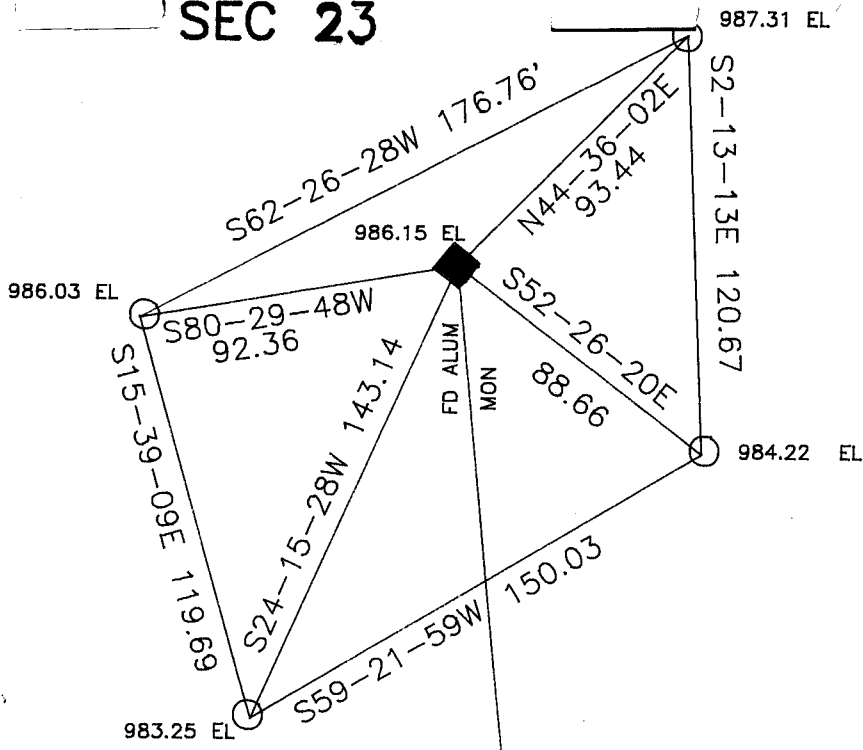 SEC 23
987.31 EL
S62-26-28W 176.76'
N44-36-02E
93.44
S2-13-13E 120.67
986.15 EL
986.03 EL
S80-29-48W
92.36
S52-26-20E
88.66
FD ALUM
MON
S15-39-09E 119.69
S24-15-28W 143.14
984.22 EL
S59-21-59W 150.03
983.25 EL